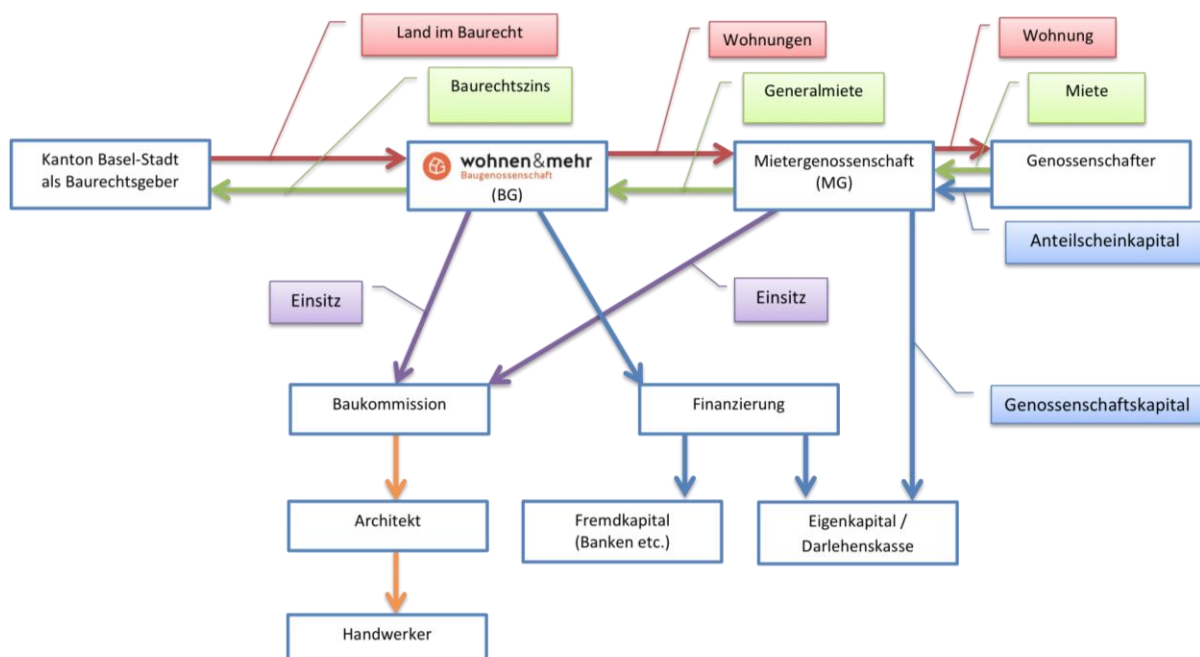 Land im Baurecht
Wohnungen
Wohnung
Baurechtszins
Generalmiete
Miete
Kanton Basel-Stadt
als Baurechtsgeber
wohnen&mehr
Baugenossenschaft
(BG)
Mietergenossenschaft
(MG)
Genossenschafter
Anteilscheinkapital
Einsitz
Einsitz
Baukommission
Finanzierung
Genossenschaftskapital
Architekt
Fremdkapital
(Banken etc.)
Eigenkapital /
Darlehenskasse
Handwerker